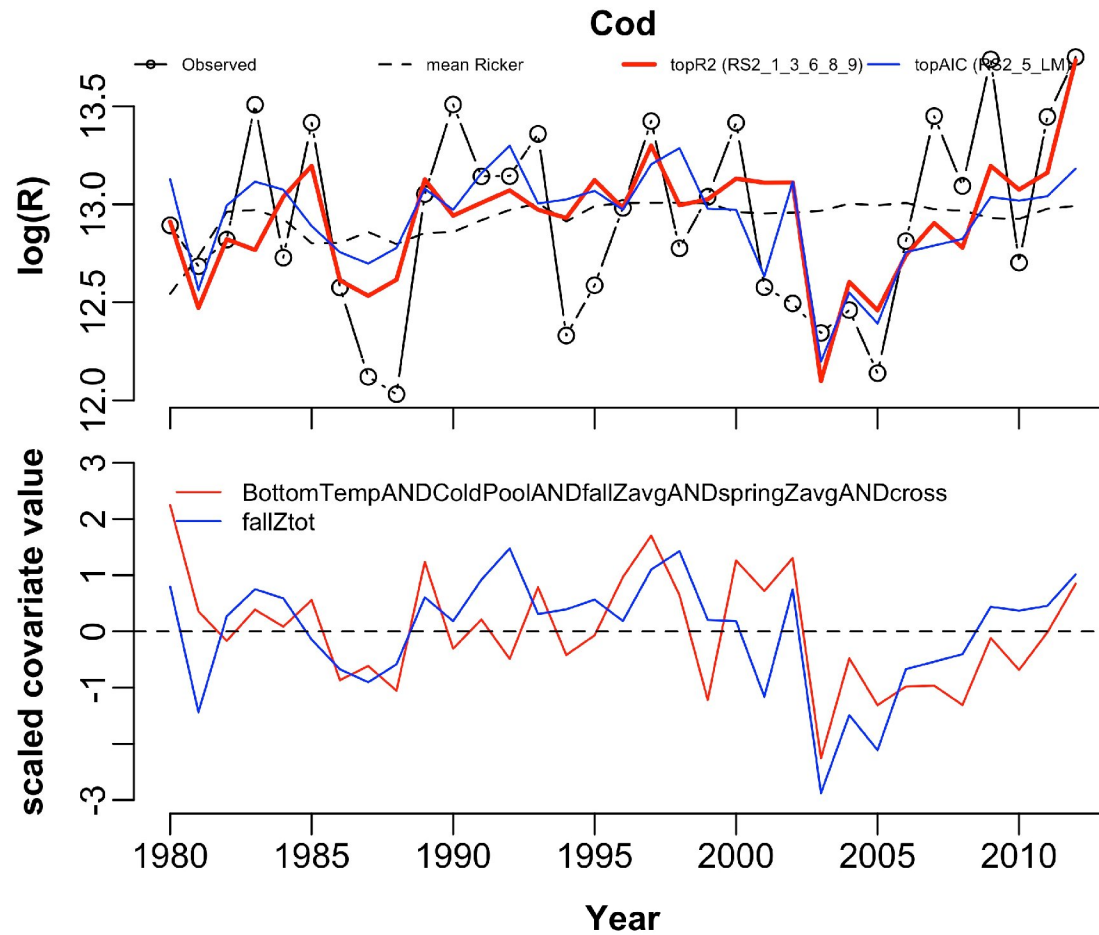 Cod
Observed mean Ricker topR2 (RS2_1_3_6_8_9) topAIC (RS2_5_LM)
log(R)
13.5
13.0
12.5
12.0
scaled covariate value
3
2
1
0
-1
-3
BottomTempANDColdPoolANDfallZavgANDspringZavgANDcross
fallZtot
1980 1985 1990 1995 2000 2005 2010
Year